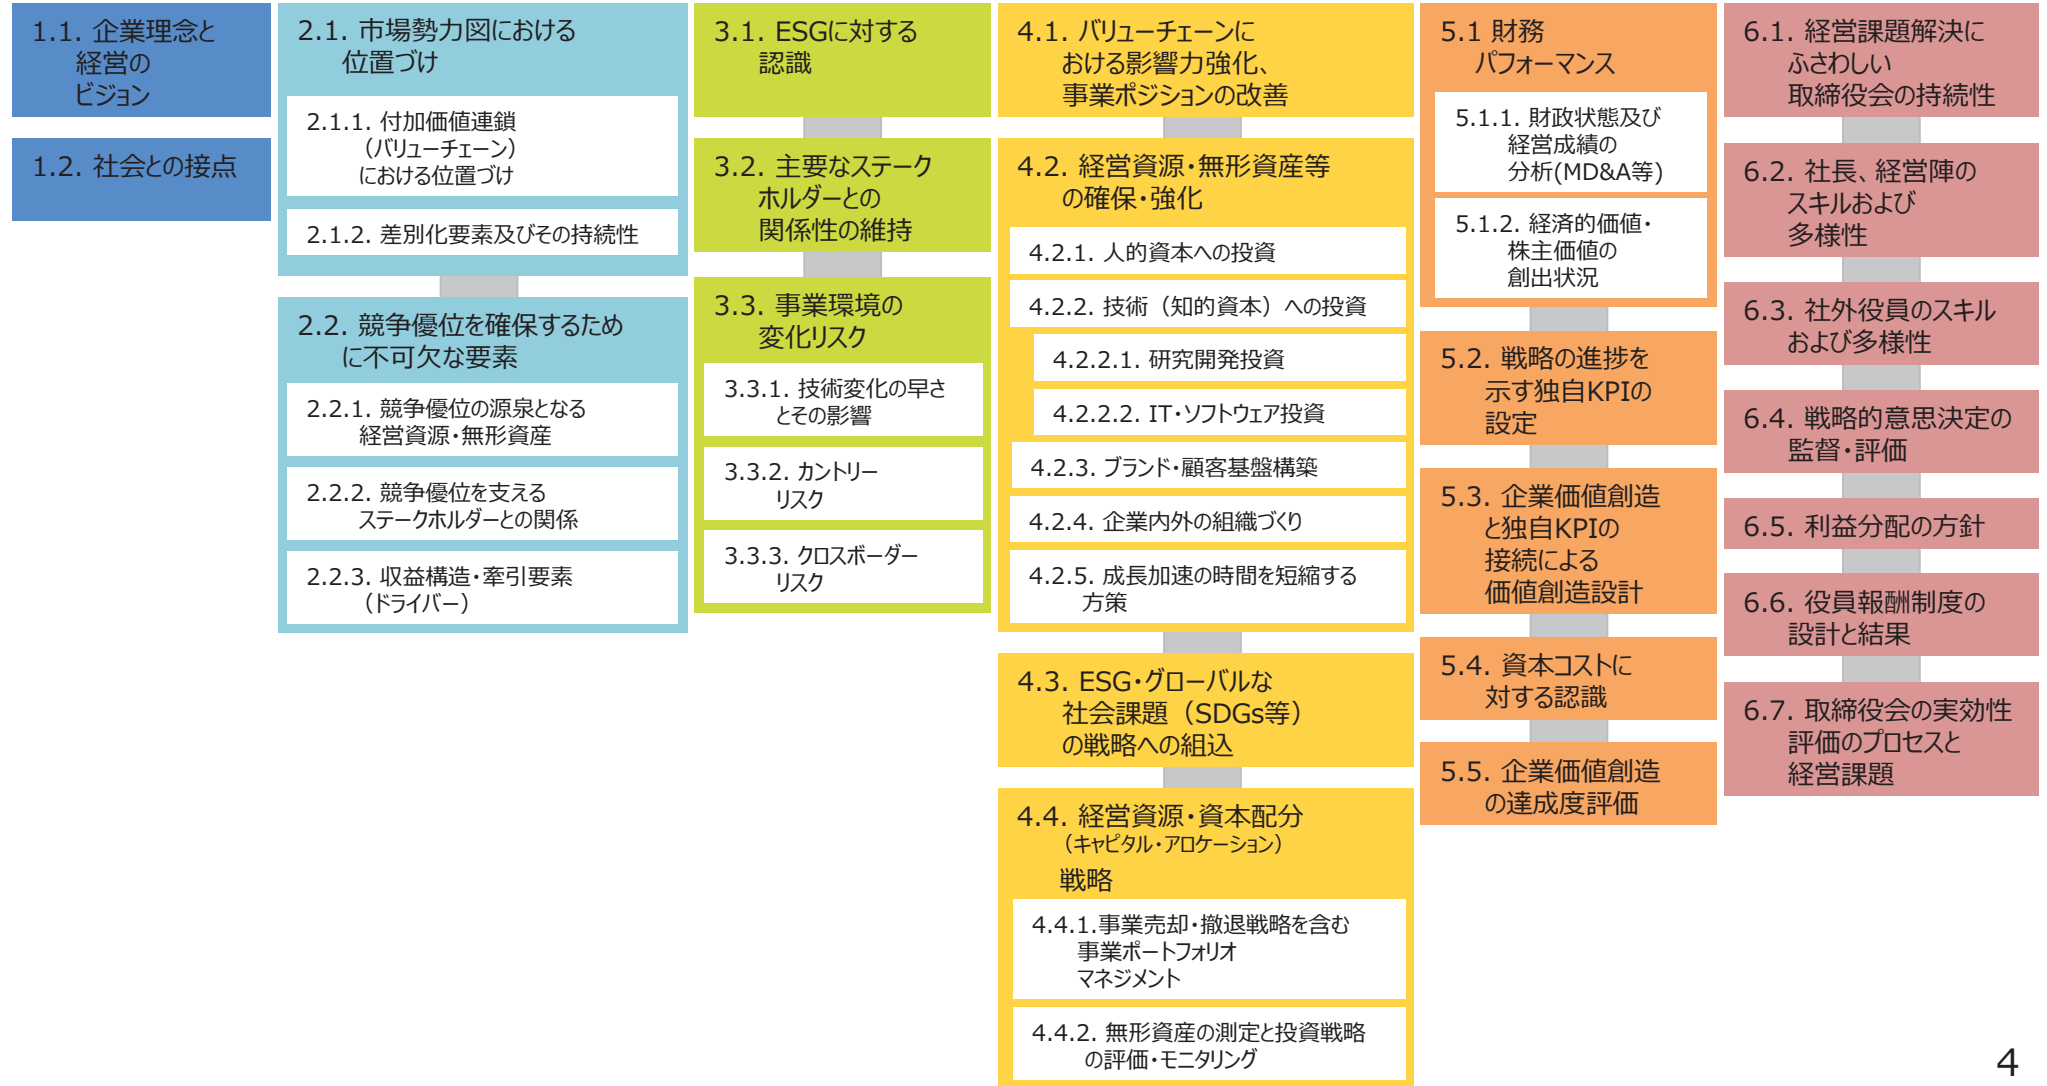 1.1. 企業理念と
経営の
ビジョン
1.2. 社会との接点
2.1. 市場勢力図における
位置づけ
2.1.1. 付加価値連鎖
（バリューチェーン）
における位置づけ
2.1.2. 差別化要素及びその持続性
2.2. 競争優位を確保するため
に不可欠な要素
2.2.1. 競争優位の源泉となる
経営資源・無形資産
2.2.2. 競争優位を支える
ステークホルダーとの関係
2.2.3. 収益構造・牽引要素
（ドライバー）
3.1. ESGに対する
認識
3.2. 主要なステーク
ホルダーとの
関係性の維持
3.3. 事業環境の
変化リスク
3.3.1. 技術変化の早さ
とその影響
3.3.2. カントリー
リスク
3.3.3. クロスボーダー
リスク
4.1. バリューチェーンに
おける影響力強化、
事業ポジションの改善
4.2. 経営資源・無形資産等
の確保・強化
4.2.1. 人的資本への投資
4.2.2. 技術（知的資本）への投資
4.2.2.1. 研究開発投資
4.2.2.2. IT・ソフトウェア投資
4.2.3. ブランド・顧客基盤構築
4.2.4. 企業内外の組織づくり
4.2.5. 成長加速の時間を短縮する
方策
4.3. ESG・グローバルな
社会課題（SDGs等）
の戦略への組込
4.4. 経営資源・資本配分
（キャピタル・アロケーション）
戦略
4.4.1.事業売却・撤退戦略を含む
事業ポートフォリオ
マネジメント
4.4.2. 無形資産の測定と投資戦略
の評価・モニタリング
5.1 財務
パフォーマンス
5.1.1. 財政状態及び
経営成績の
分析(MD&A等)
5.1.2. 経済的価値・
株主価値の
創出状況
5.2. 戦略の進捗を
示す独自KPIの
設定
5.3. 企業価値創造
と独自KPIの
接続による
価値創造設計
5.4. 資本コストに
対する認識
5.5. 企業価値創造
の達成度評価
6.1. 経営課題解決に
ふさわしい
取締役会の持続性
6.2. 社長、経営陣の
スキルおよび
多様性
6.3. 社外役員のスキル
および多様性
6.4. 戦略的意思決定の
監督・評価
6.5. 利益分配の方針
6.6. 役員報酬制度の
設計と結果
6.7. 取締役会の実効性
評価のプロセスと
経営課題
4